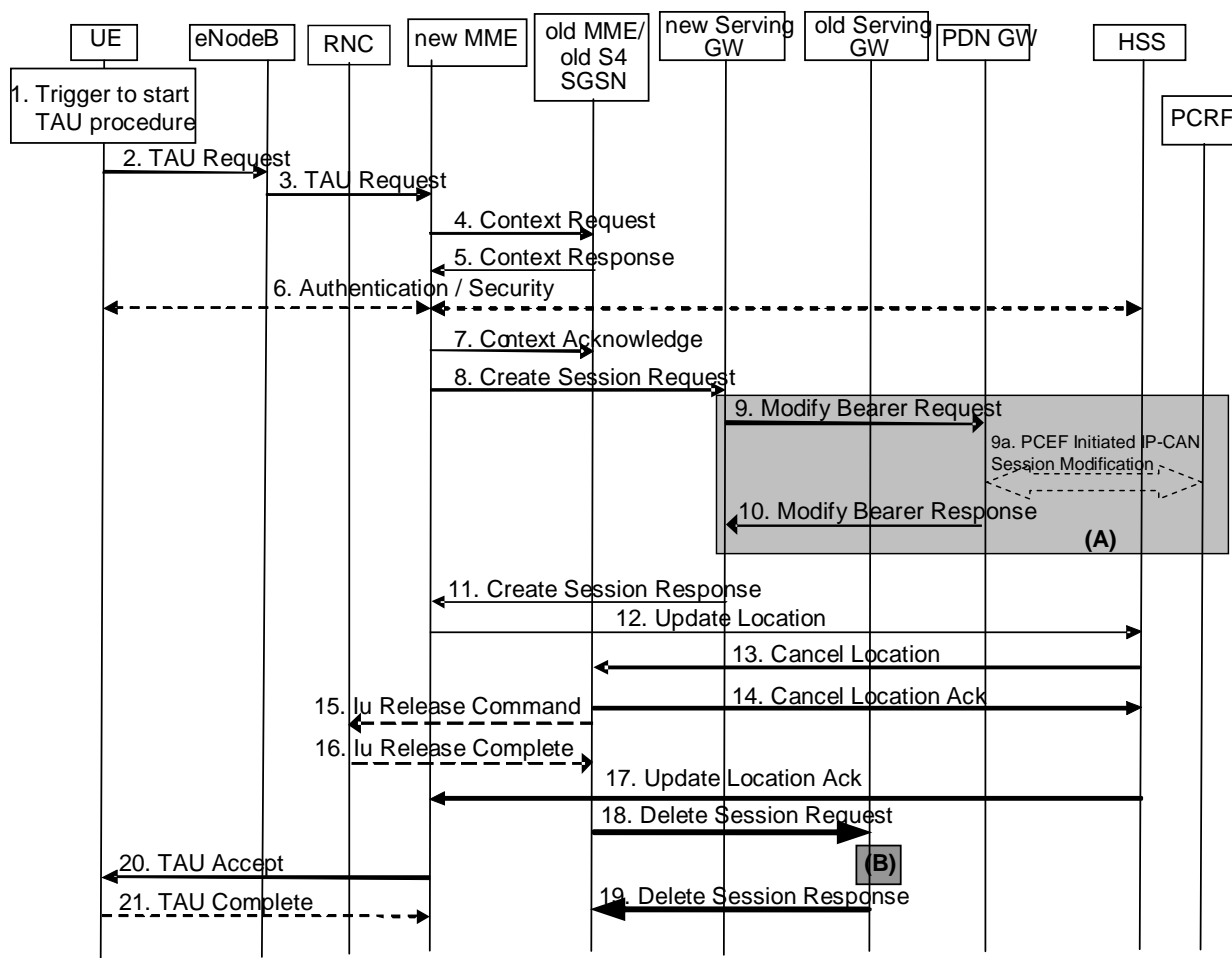 UE
eNodeB
RNC
new MME
old MME/
old S4
SGSN
new Serving
GW
old Serving
GW
PDN GW
HSS
PCRF
1. Trigger to start
TAU procedure
2. TAU Request
3. TAU Request
4. Context Request
5. Context Response
6. Authentication / Security
7. Context Acknowledge
8. Create Session Request
9. Modify Bearer Request
9a. PCEF Initiated IP-CAN
Session Modification
10. Modify Bearer Response
(A)
11. Create Session Response
12. Update Location
13. Cancel Location
14. Cancel Location Ack
15. Iu Release Command
16. Iu Release Complete
17. Update Location Ack
18. Delete Session Request
(B)
20. TAU Accept
19. Delete Session Response
21. TAU Complete